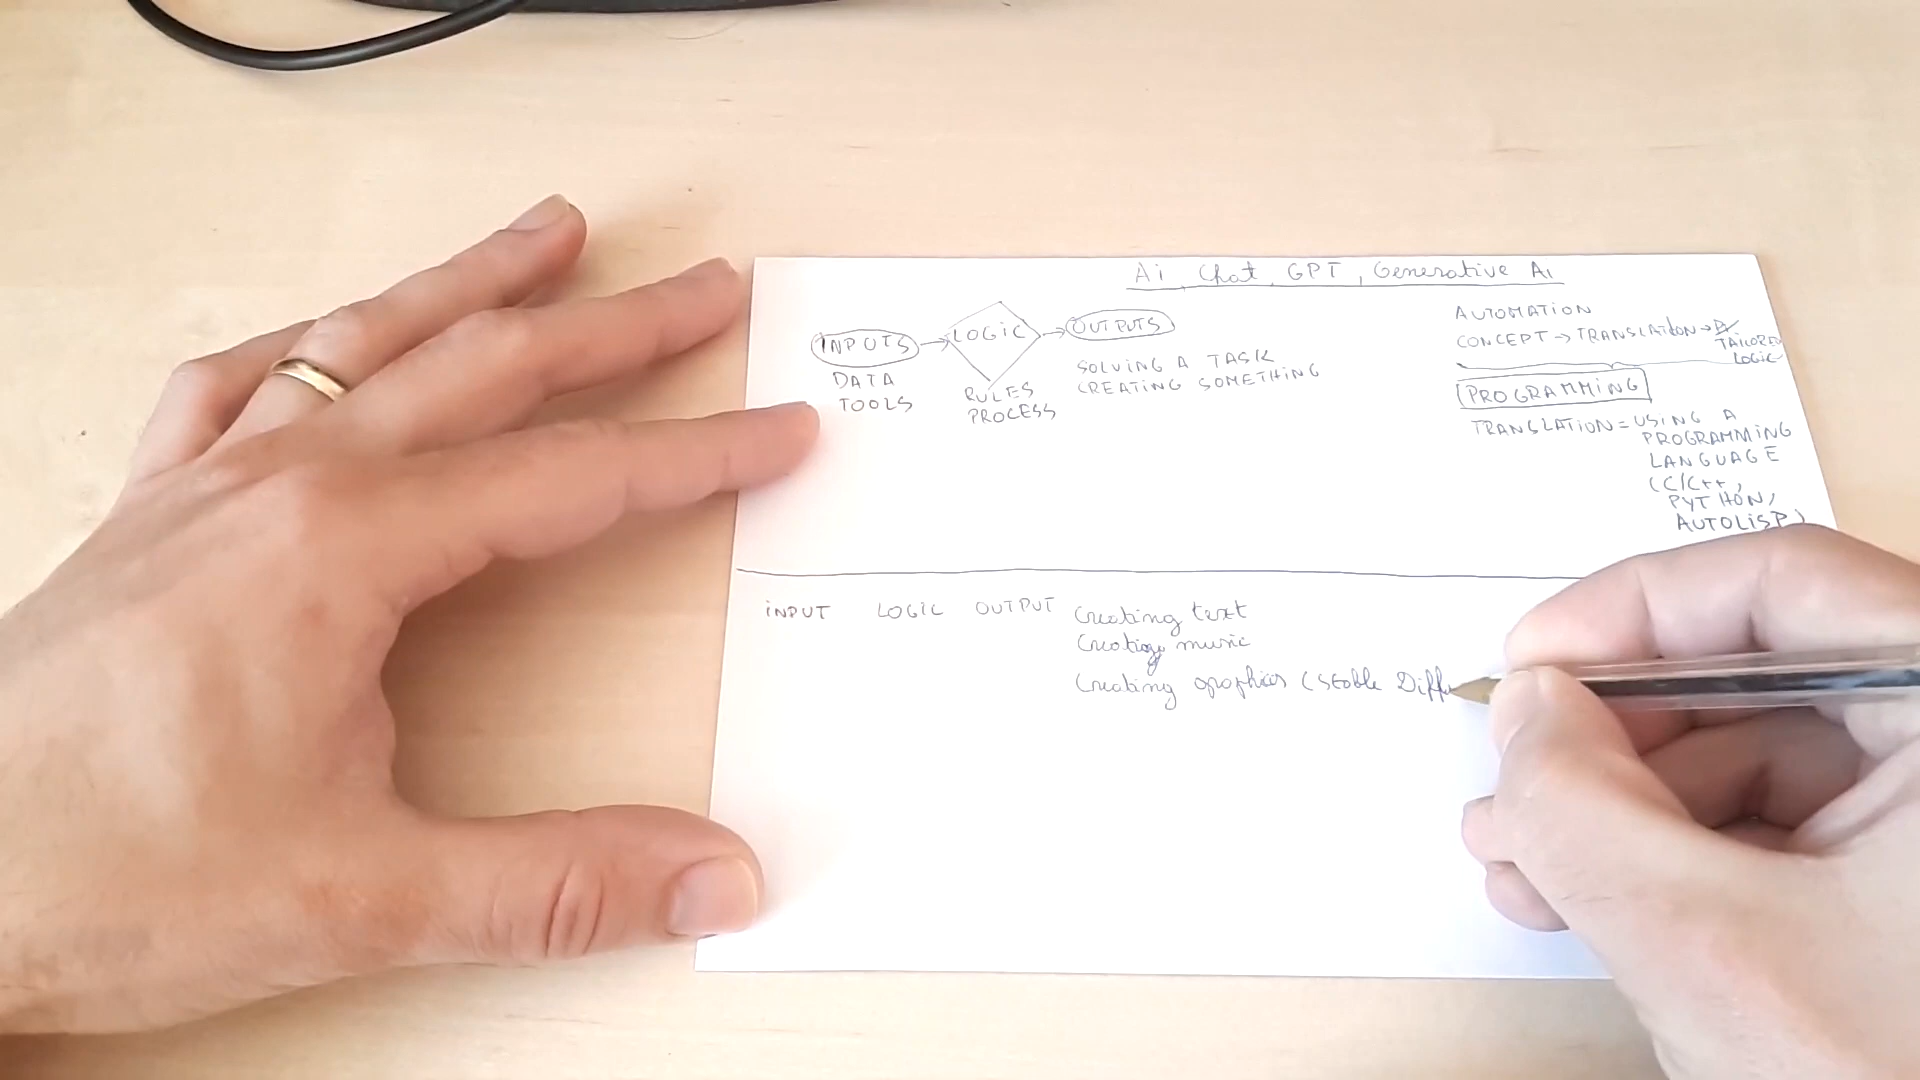 Ai, Chat GPT, Generative Ai
INPUTS → LOGIC → OUTPUTS
DATA
TOOLS
RULES
PROCESS
SOLVING A TASK
CREATING SOMETHING
AUTOMATION
CONCEPT → TRANSLATION →
TAILORED
LOGIC
PROGRAMMING
TRANSLATION = USING A
PROGRAMMING
LANGUAGE
(C/C++,
PYTHON,
AUTOLISP)
INPUT LOGIC OUTPUT Creating text
Creating music
Creating graphics (Stable Diffu